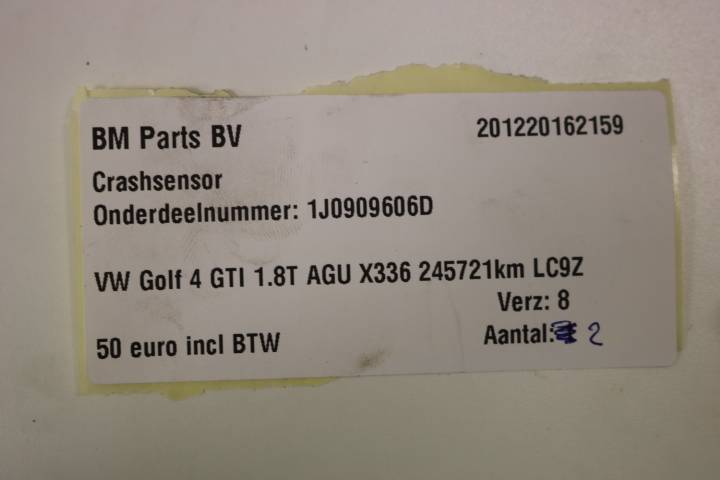 BM Parts BV 201220162159
Crashsensor
Onderdeelnummer: 1J0909606D
VW Golf 4 GTI 1.8T AGU X336 245721km LC9Z
Verz: 8
50 euro incl BTW Aantal: 2